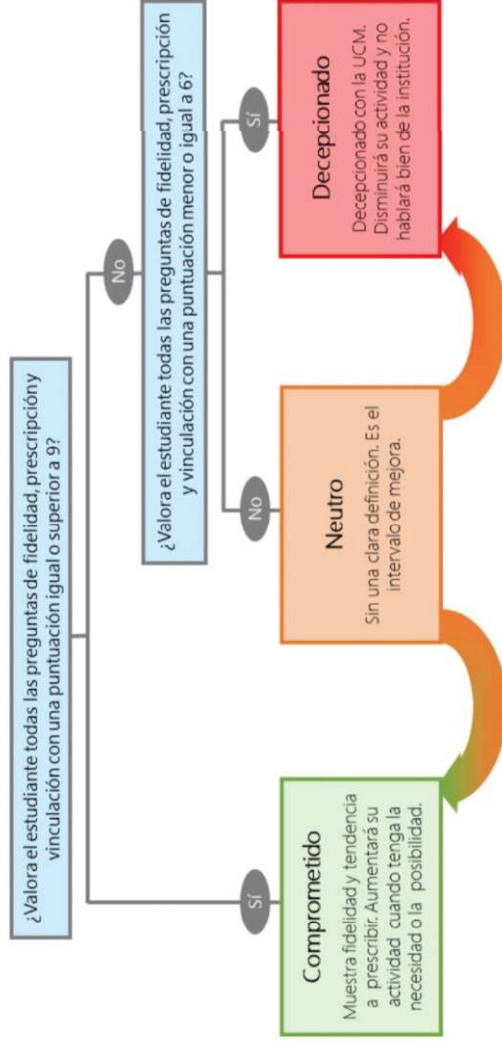 ¿Valora el estudiante todas las preguntas de fidelidad, prescripcióny
vinculación con una puntuación igual o superior a 9?
No
¿Valora el estudiante todas las preguntas de fidelidad, prescripción
y vinculación con una puntuación menor o igual a 6?
Sí
No
Sí
Comprometido
Muestra fidelidad y tendencia
a prescribir. Aumentará su
actividad cuando tenga la
necesidad o la posibilidad.
Neutro
Sin una clara definición. Es el
intervalo de mejora.
Decepcionado
Decepcionado con la UCM.
Disminuirá su actividad y no
hablará bien de la institución.